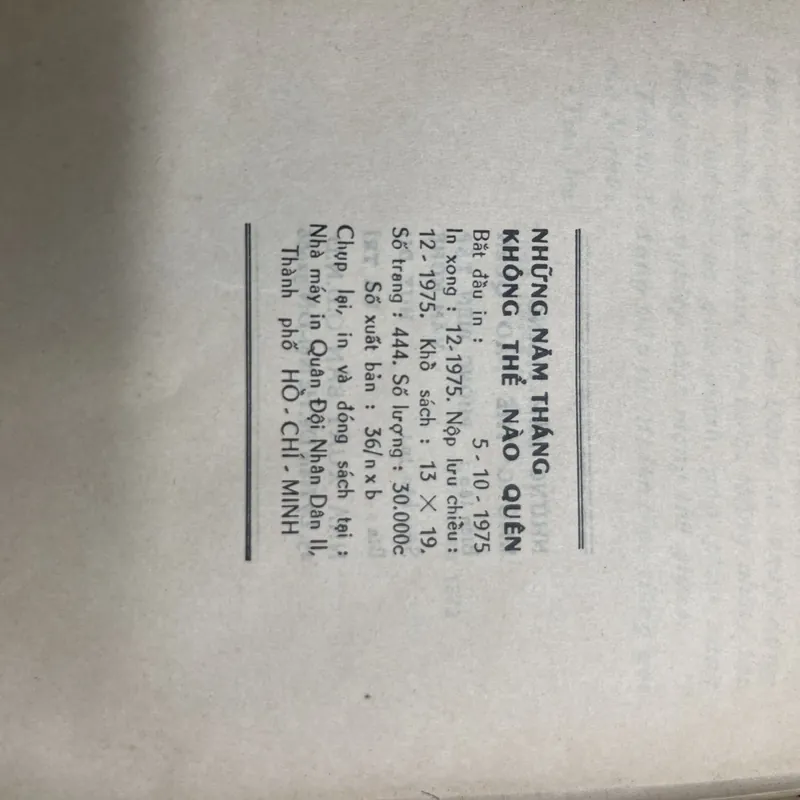 NHỮNG NĂM THÁNG
KHÔNG THỂ NÀO QUÊN
Bắt đầu in : 5 - 10 - 1975
In xong : 12-1975. Nộp lưu chiều :
12 - 1975. Khổ sách : 13 × 19.
Số trang : 444. Số lượng : 30.000c
Số xuất bản : 36/nxb
Chụp lại, in và đóng sách tại :
Nhà máy in Quân Đội Nhân Dân II,
Thành phố HỒ - CHÍ - MINH